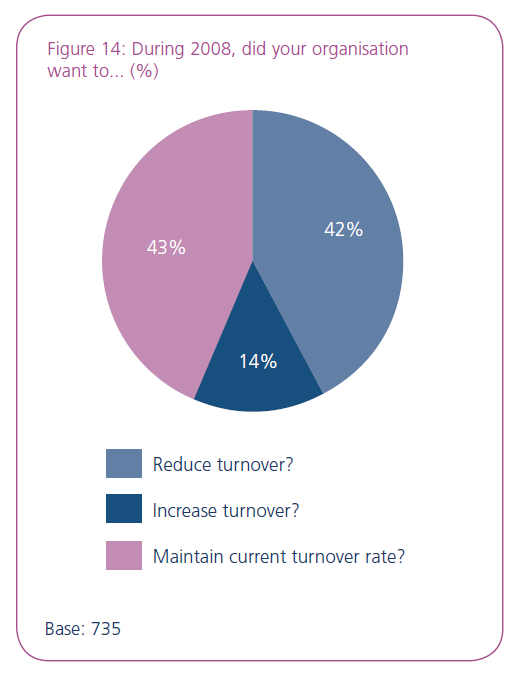 Figure 14: During 2008, did your organisation
want to... (%)
42%
43%
14%
Reduce turnover?
Increase turnover?
Maintain current turnover rate?
Base: 735